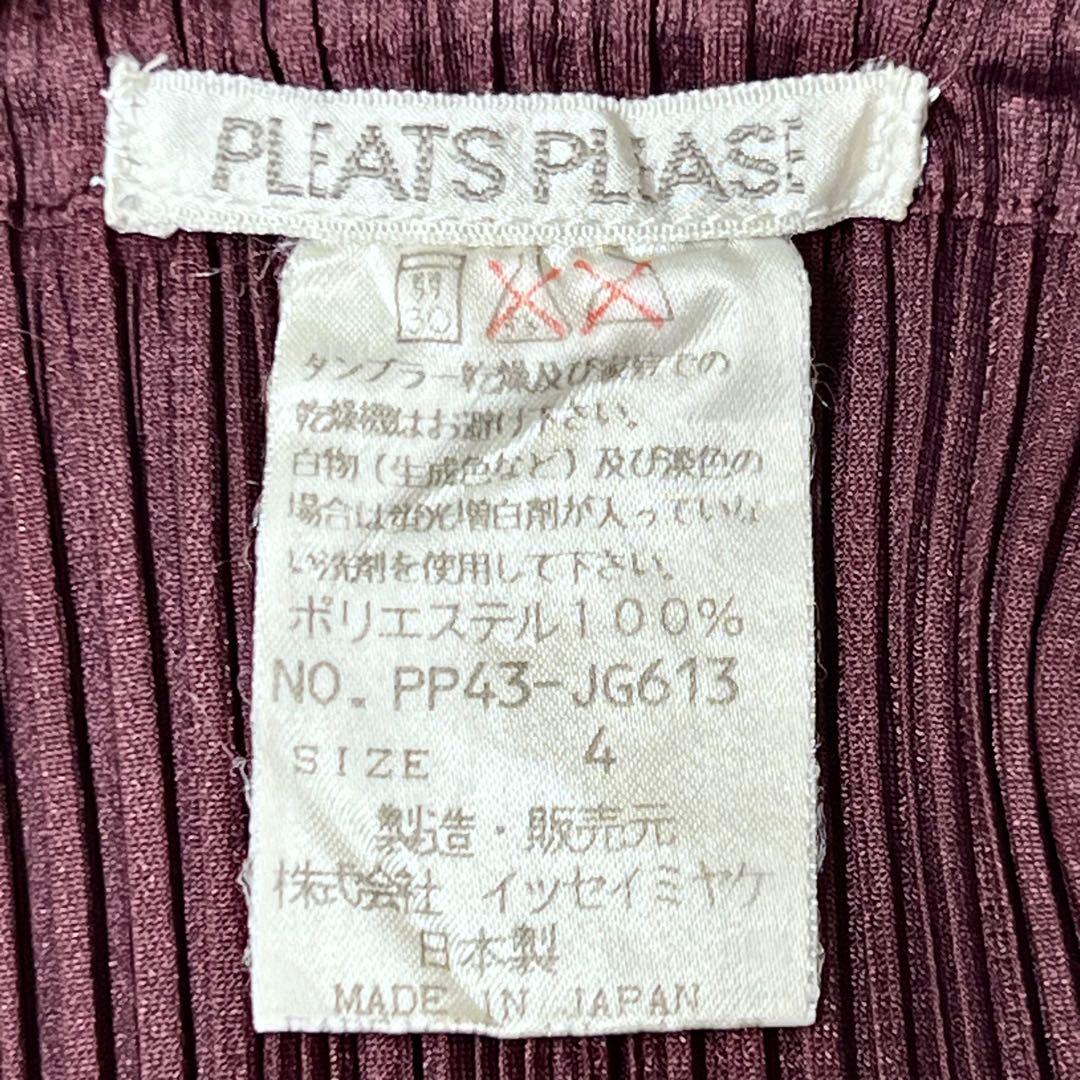 PLEATS PLEASE
弱
30
タンブラー乾燥及び家庭での
乾燥機はお避け下さい。
白物(生成色など)及び淡色の
場合は蛍光増白剤が入っていな
い洗剤を使用して下さい。
ポリエステル100%
NO. PP43-JG613
SIZE 4
製造・販売元
株式会社 イッセイミヤケ
日本製
MADE IN JAPAN